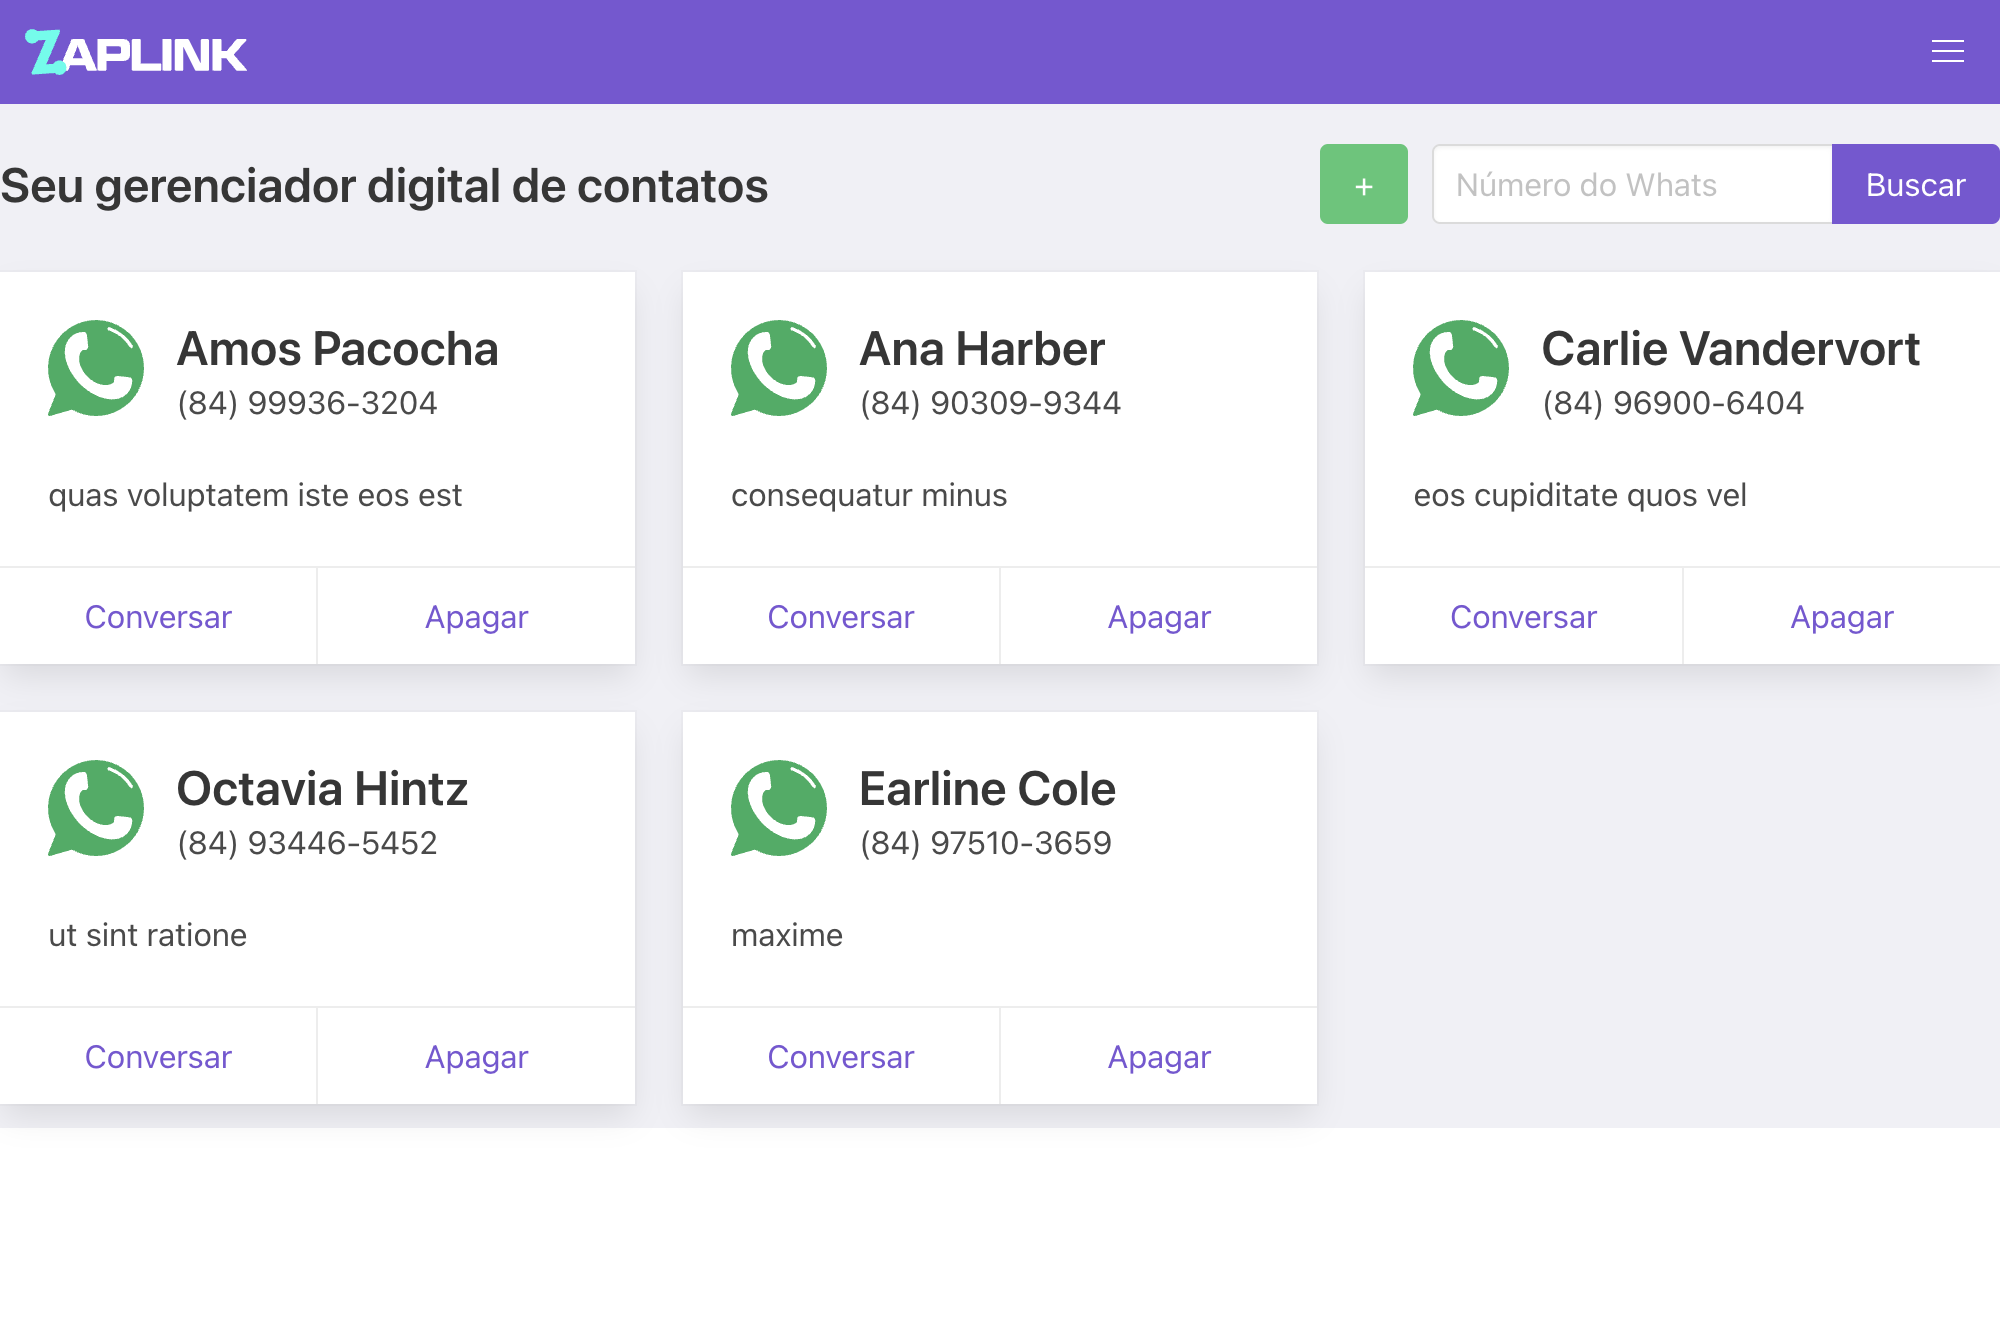 ZAPLINK
Seu gerenciador digital de contatos
+
Número do Whats
Buscar
Amos Pacocha
(84) 99936-3204
quas voluptatem iste eos est
Conversar
Apagar
Ana Harber
(84) 90309-9344
consequatur minus
Conversar
Apagar
Carlie Vandervort
(84) 96900-6404
eos cupiditate quos vel
Conversar
Apagar
Octavia Hintz
(84) 93446-5452
ut sint ratione
Conversar
Apagar
Earline Cole
(84) 97510-3659
maxime
Conversar
Apagar